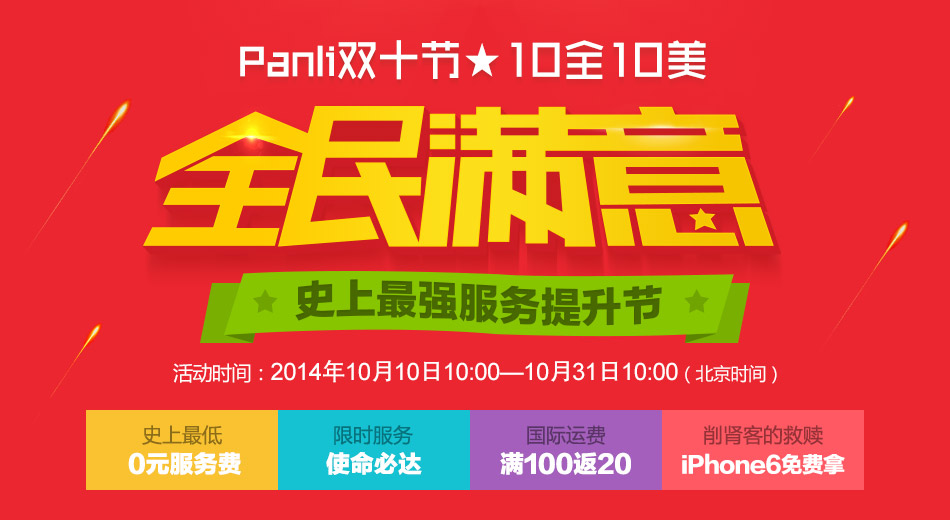 Panli双十节★10全10美
全民满意
★ 史上最强服务提升节 ★
活动时间：2014年10月10日10:00—10月31日10:00（北京时间）
史上最低
0元服务费
限时服务
使命必达
国际运费
满100返20
削肾客的救赎
iPhone6免费拿